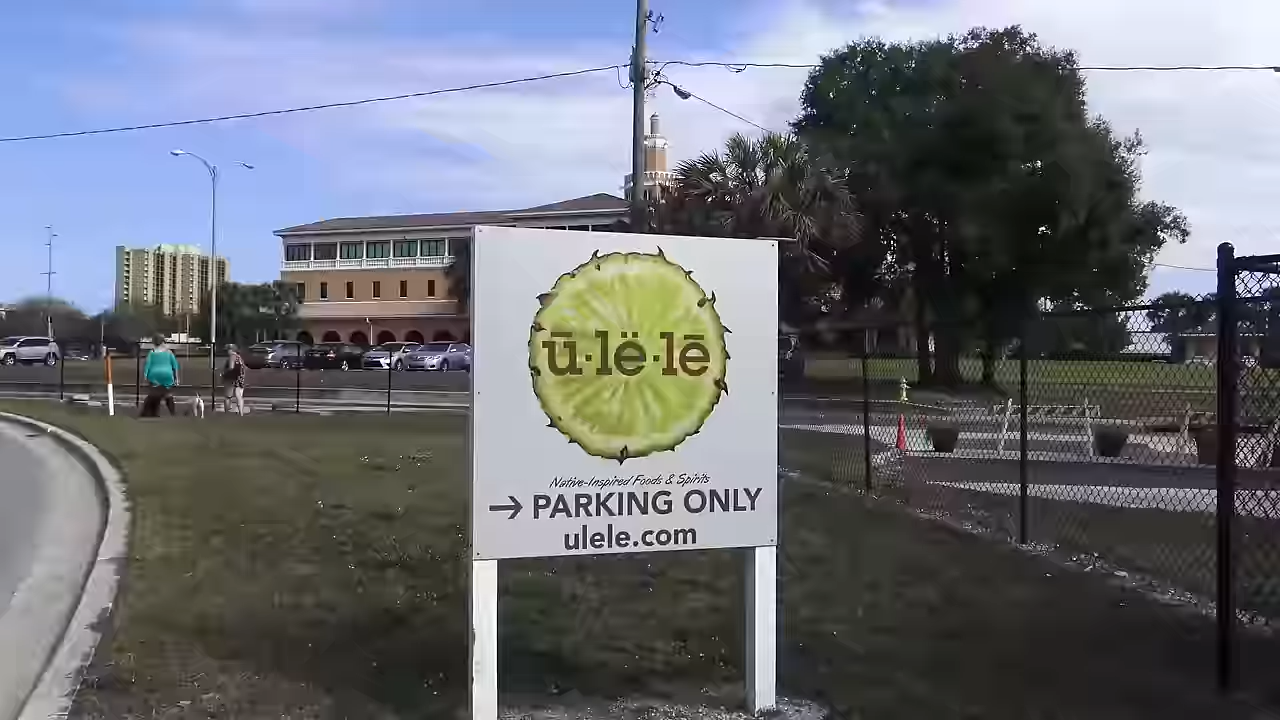 ū·lë·lē
Native-Inspired Foods & Spirits
→ PARKING ONLY
ulele.com